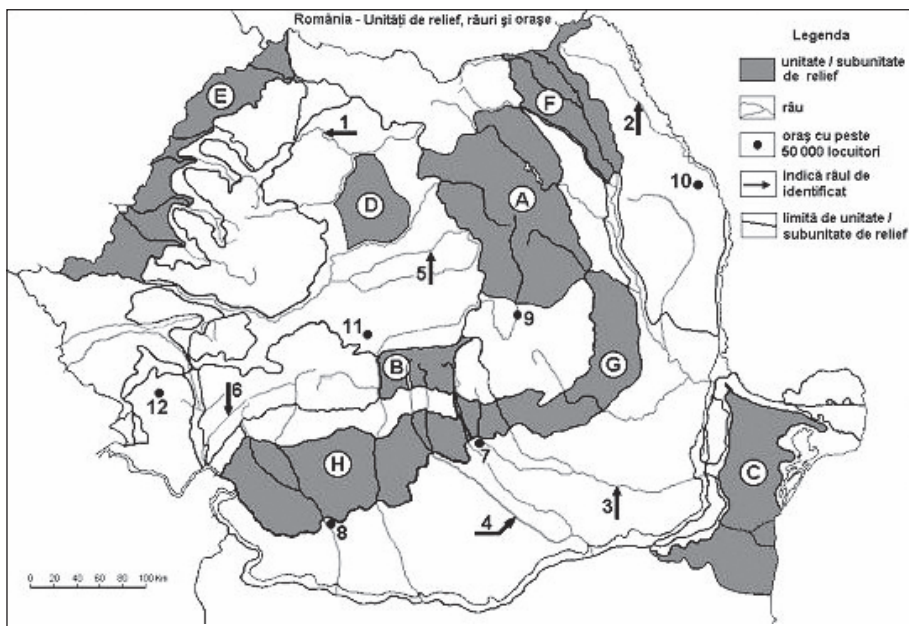 România - Unități de relief, râuri și orașe
Legenda
unitate / subunitate
de relief
râu
oraș cu peste
50 000 locuitori
indică râul de
identificat
limită de unitate /
subunitate de relief
E
F
1
2
10
D
A
5
9
11
B
G
6
12
7
C
H
3
8
4
0 20 40 60 80 100 Km